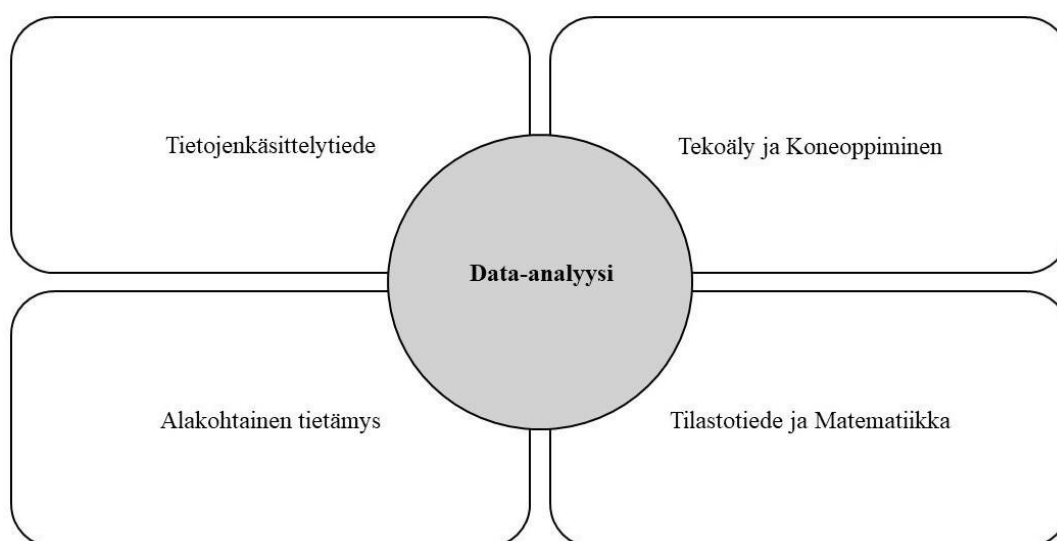 Tietojenkäsittelytiede
Tekoäly ja Koneoppiminen
Data-analyysi
Alakohtainen tietämys
Tilastotiede ja Matematiikka